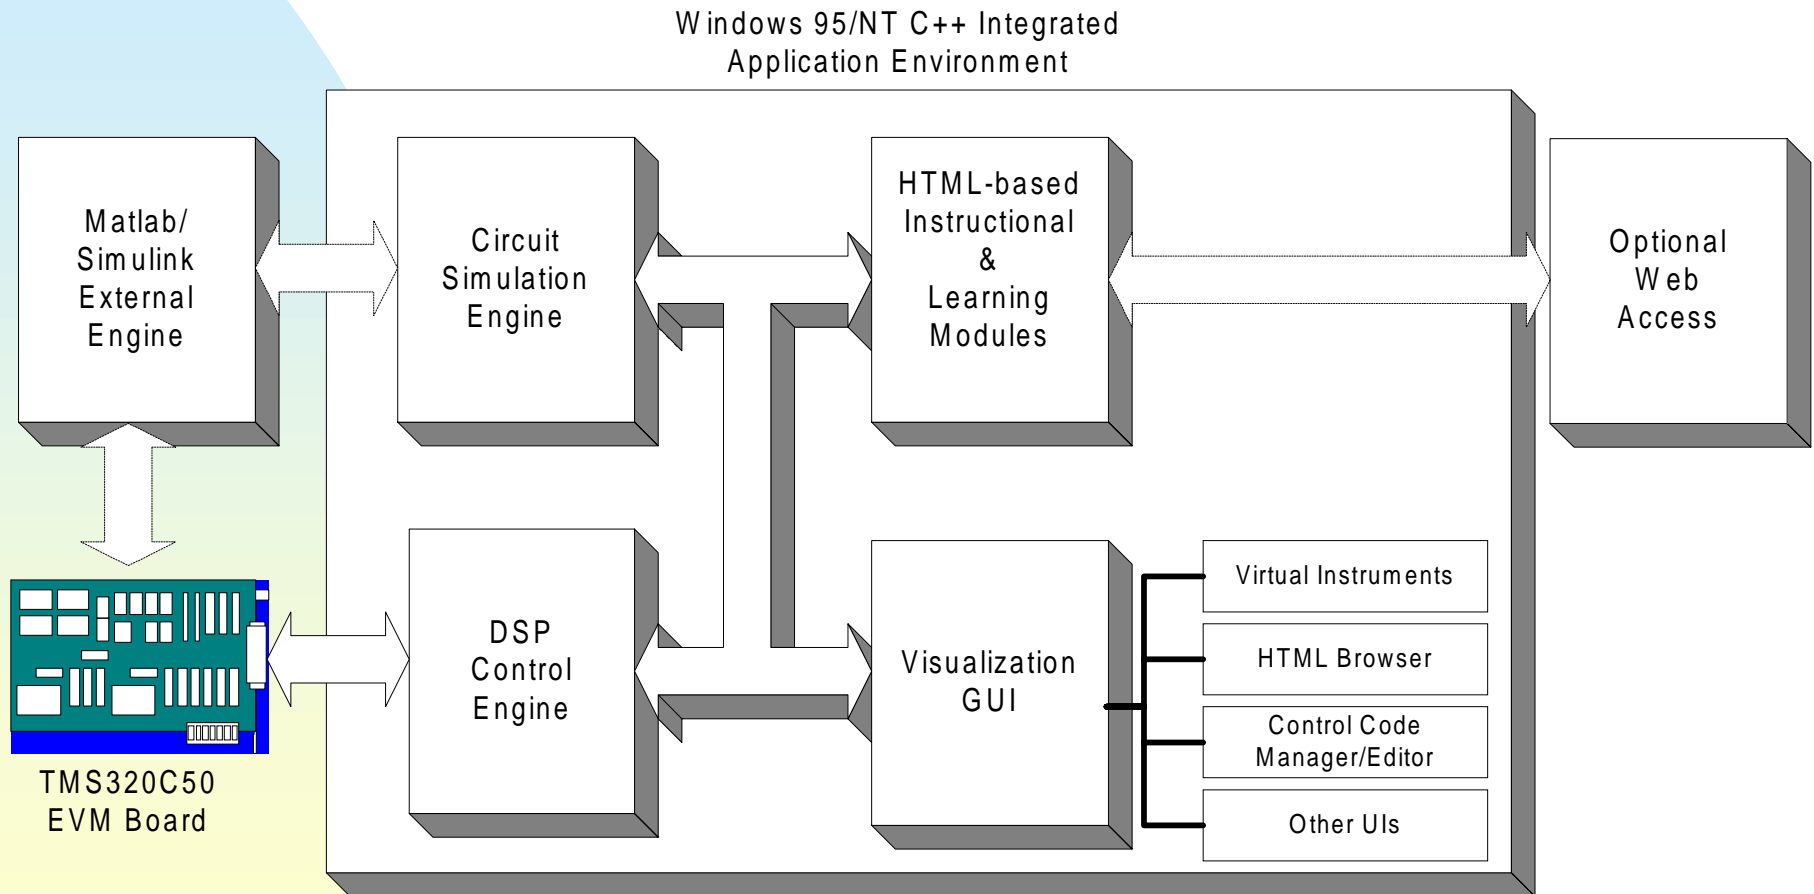 Windows 95/NT C++ Integrated
Application Environment
Matlab/
Simulink
External
Engine
Circuit
Simulation
Engine
HTML-based
Instructional
&
Learning
Modules
Optional
Web
Access
TMS320C50
EVM Board
DSP
Control
Engine
Visualization
GUI
Virtual Instruments
HTML Browser
Control Code
Manager/Editor
Other UIs